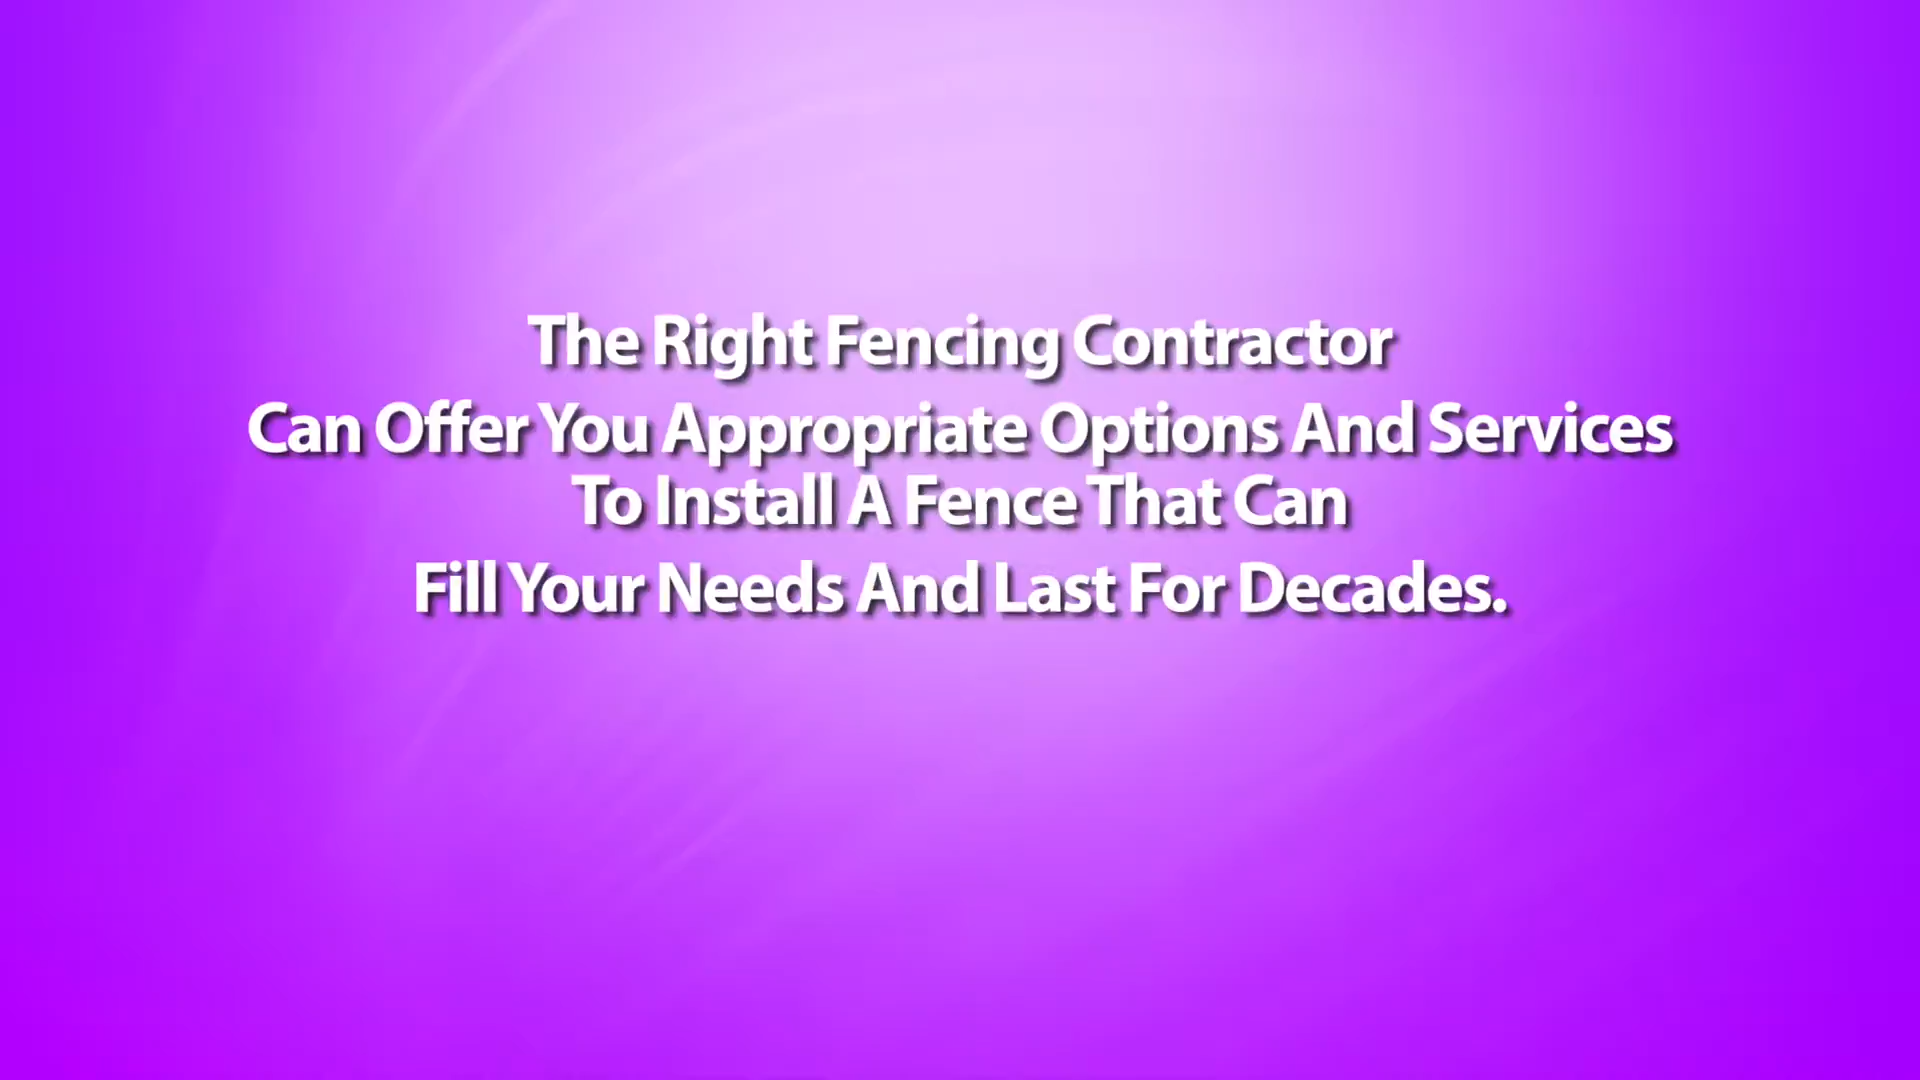 The Right Fencing Contractor
Can Offer You Appropriate Options And Services
To Install A Fence That Can
Fill Your Needs And Last For Decades.